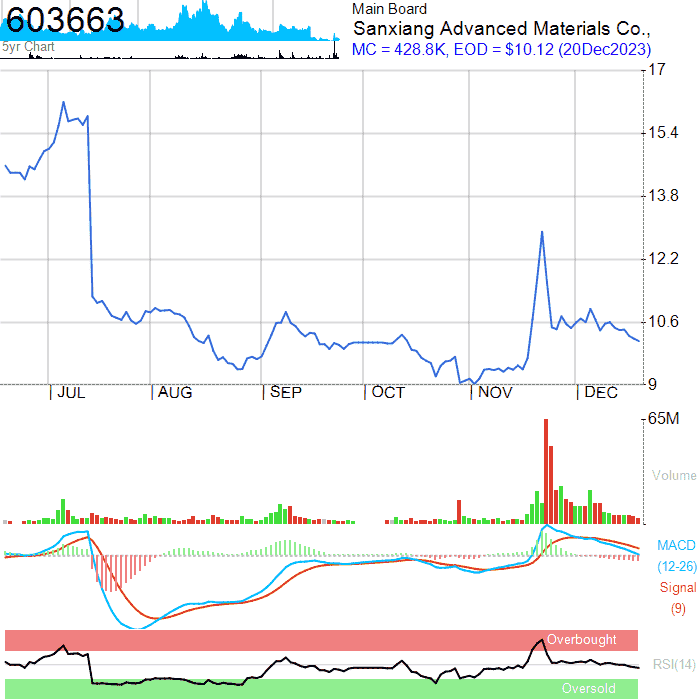 603663
5yr Chart
Main Board
Sanxiang Advanced Materials Co.,
MC = 428.8K, EOD = $10.12 (20Dec2023)
17
15.4
13.8
12.2
10.6
9
JUL AUG SEP OCT NOV DEC
65M
Volume
MACD
(12-26)
Signal
(9)
Overbought
RSI(14)
Oversold